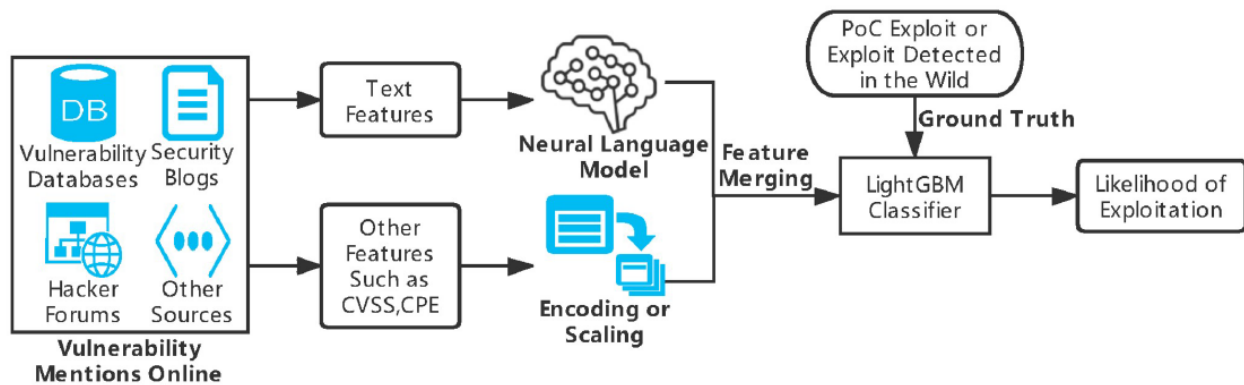 DB
Vulnerability
Databases
Security
Blogs
Hacker
Forums
Other
Sources
Vulnerability
Mentions Online
Text
Features
Other
Features
Such as
CVSS,CPE
Neural Language
Model
Encoding or
Scaling
Feature
Merging
PoC Exploit or
Exploit Detected
in the Wild
Ground Truth
LightGBM
Classifier
Likelihood of
Exploitation